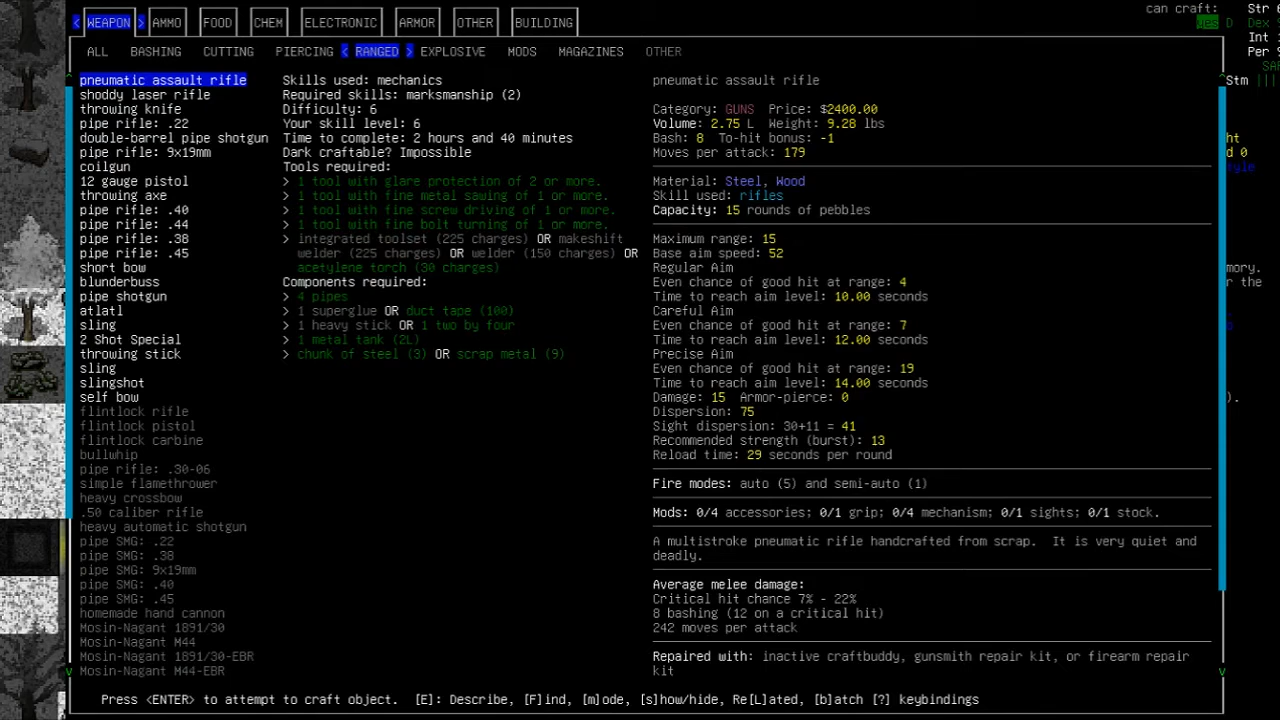 can craft: Str
< WEAPON > AMMO FOOD CHEM ELECTRONIC ARMOR OTHER BUILDING
yes D
Int
Per
ALL BASHING CUTTING PIERCING < RANGED > EXPLOSIVE MODS MAGAZINES OTHER
Stm |||
pneumatic assault rifle
shoddy laser rifle
throwing knife
pipe rifle: .22
double-barrel pipe shotgun
pipe rifle: 9x19mm
coilgun
12 gauge pistol
throwing axe
pipe rifle: .40
pipe rifle: .44
pipe rifle: .38
pipe rifle: .45
short bow
blunderbuss
pipe shotgun
atlatl
sling
2 Shot Special
throwing stick
sling
slingshot
self bow
flintlock rifle
flintlock pistol
flintlock carbine
bullwhip
pipe rifle: .30-06
simple flamethrower
heavy crossbow
.50 caliber rifle
heavy automatic shotgun
pipe SMG: .22
pipe SMG: .38
pipe SMG: 9x19mm
pipe SMG: .40
pipe SMG: .45
homemade hand cannon
Mosin-Nagant 1891/30
Mosin-Nagant M44
Mosin-Nagant 1891/30-EBR
Mosin-Nagant M44-EBR
Skills used: mechanics
Required skills: marksmanship (2)
Difficulty: 6
Your skill level: 6
Time to complete: 2 hours and 40 minutes
Dark craftable? Impossible
Tools required:
> 1 tool with glare protection of 2 or more.
> 1 tool with fine metal sawing of 1 or more.
> 1 tool with fine screw driving of 1 or more.
> 1 tool with fine bolt turning of 1 or more.
> integrated toolset (225 charges) OR makeshift
welder (225 charges) OR welder (150 charges) OR
acetylene torch (30 charges)
Components required:
> 4 pipes
> 1 superglue OR duct tape (100)
> 1 heavy stick OR 1 two by four
> 1 metal tank (2L)
> chunk of steel (3) OR scrap metal (9)
pneumatic assault rifle
Category: GUNS Price: $2400.00
Volume: 2.75 L Weight: 9.28 lbs
Bash: 8 To-hit bonus: -1
Moves per attack: 179
Material: Steel, Wood
Skill used: rifles
Capacity: 15 rounds of pebbles
Maximum range: 15
Base aim speed: 52
Regular Aim
Even chance of good hit at range: 4
Time to reach aim level: 10.00 seconds
Careful Aim
Even chance of good hit at range: 7
Time to reach aim level: 12.00 seconds
Precise Aim
Even chance of good hit at range: 19
Time to reach aim level: 14.00 seconds
Damage: 15 Armor-pierce: 0
Dispersion: 75
Sight dispersion: 30+11 = 41
Recommended strength (burst): 13
Reload time: 29 seconds per round
Fire modes: auto (5) and semi-auto (1)
Mods: 0/4 accessories; 0/1 grip; 0/4 mechanism; 0/1 sights; 0/1 stock.
A multistroke pneumatic rifle handcrafted from scrap. It is very quiet and
deadly.
Average melee damage:
Critical hit chance 7% - 22%
8 bashing (12 on a critical hit)
242 moves per attack
Repaired with: inactive craftbuddy, gunsmith repair kit, or firearm repair
kit
Press <ENTER> to attempt to craft object. [E]: Describe, [F]ind, [m]ode, [s]how/hide, Re[L]ated, [b]atch [?] keybindings